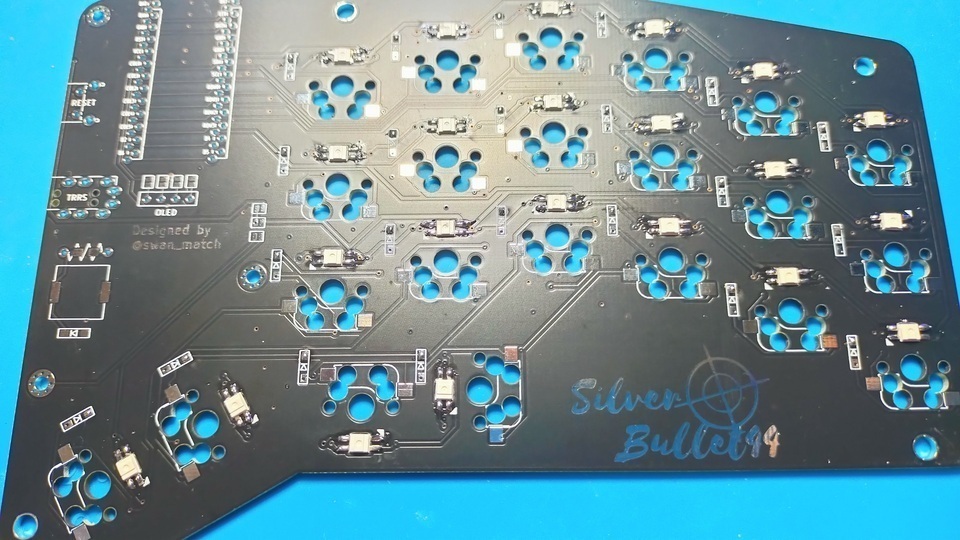 RESET
TRRS
OLED
Designed by
@swan_match
Silver
Bullet44